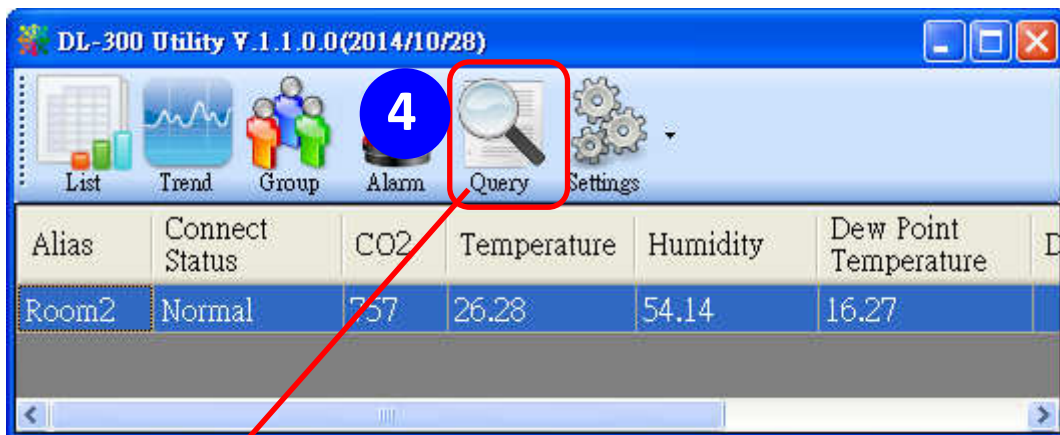 DL-300 Utility V.1.1.0.0(2014/10/28)
4
List Trend Group Alarm Query Settings
Alias Connect Status CO2 Temperature Humidity Dew Point Temperature D
Room2 Normal 757 26.28 54.14 16.27